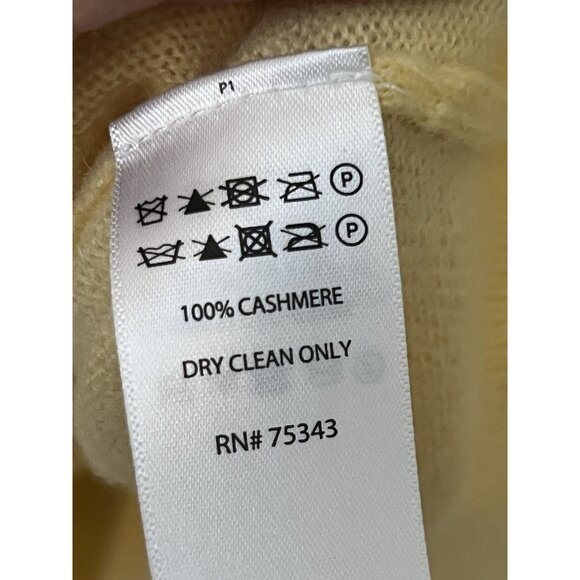 P1
P
P
100% CASHMERE
DRY CLEAN ONLY
RN# 75343